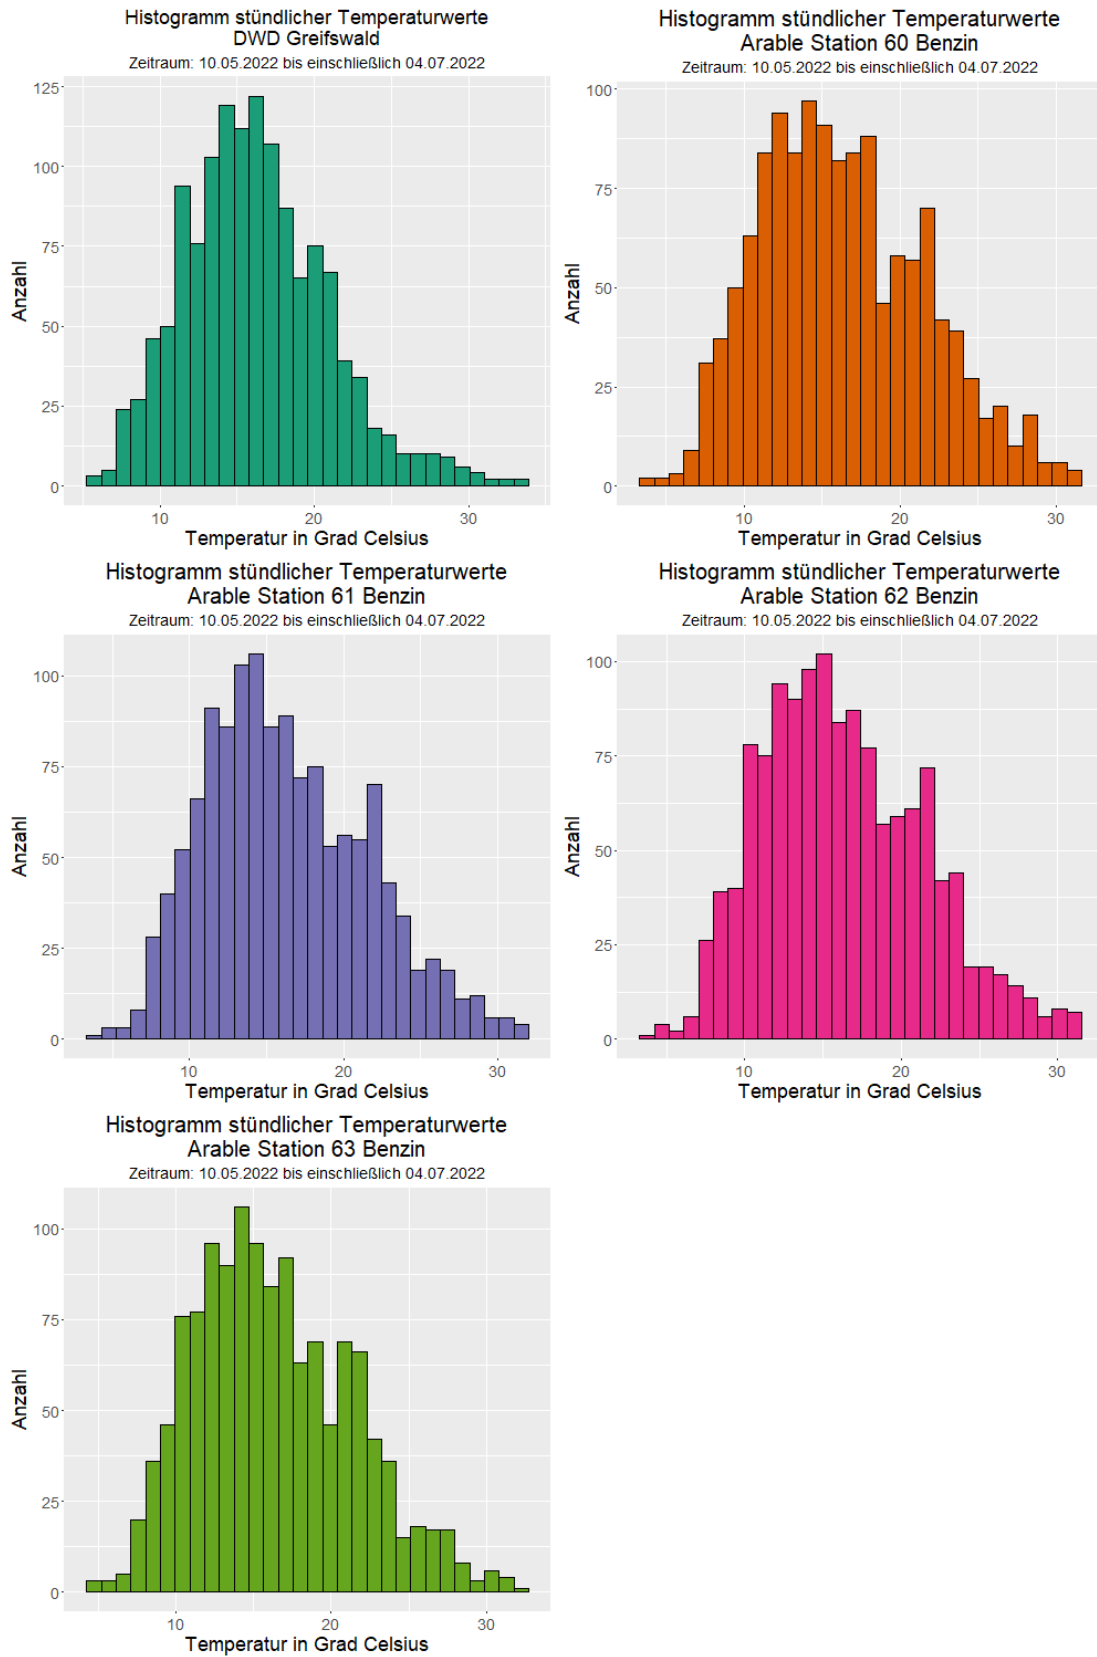 Histogramm stündlicher Temperaturwerte
DWD Greifswald
Zeitraum: 10.05.2022 bis einschließlich 04.07.2022
Anzahl
125
100
75
50
25
0
10 20 30
Temperatur in Grad Celsius
Histogramm stündlicher Temperaturwerte
Arable Station 60 Benzin
Zeitraum: 10.05.2022 bis einschließlich 04.07.2022
Anzahl
100
75
50
25
0
10 20 30
Temperatur in Grad Celsius
Histogramm stündlicher Temperaturwerte
Arable Station 61 Benzin
Zeitraum: 10.05.2022 bis einschließlich 04.07.2022
Anzahl
100
75
50
25
0
10 20 30
Temperatur in Grad Celsius
Histogramm stündlicher Temperaturwerte
Arable Station 62 Benzin
Zeitraum: 10.05.2022 bis einschließlich 04.07.2022
Anzahl
100
75
50
25
0
10 20 30
Temperatur in Grad Celsius
Histogramm stündlicher Temperaturwerte
Arable Station 63 Benzin
Zeitraum: 10.05.2022 bis einschließlich 04.07.2022
Anzahl
100
75
50
25
0
10 20 30
Temperatur in Grad Celsius